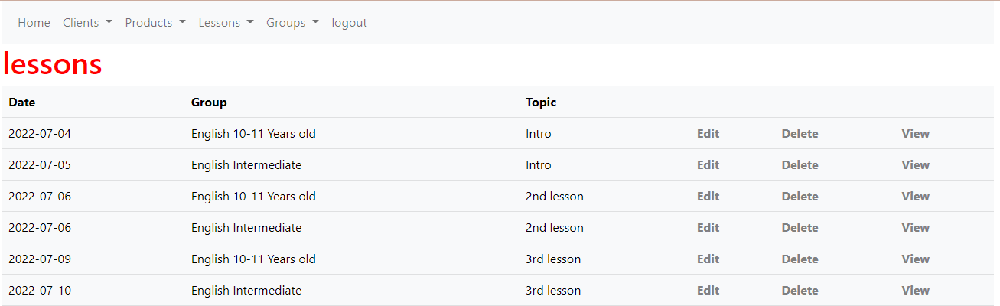 Home Clients Products Lessons Groups logout
lessons
Date Group Topic
2022-07-04 English 10-11 Years old Intro Edit Delete View
2022-07-05 English Intermediate Intro Edit Delete View
2022-07-06 English 10-11 Years old 2nd lesson Edit Delete View
2022-07-06 English Intermediate 2nd lesson Edit Delete View
2022-07-09 English 10-11 Years old 3rd lesson Edit Delete View
2022-07-10 English Intermediate 3rd lesson Edit Delete View